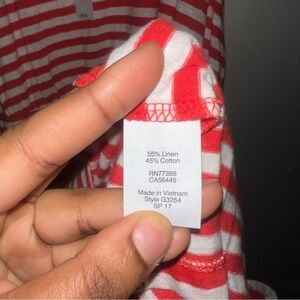 55% Linen
45% Cotton
RN77388
CA56445
Made in Vietnam
Style G3264
SP 17